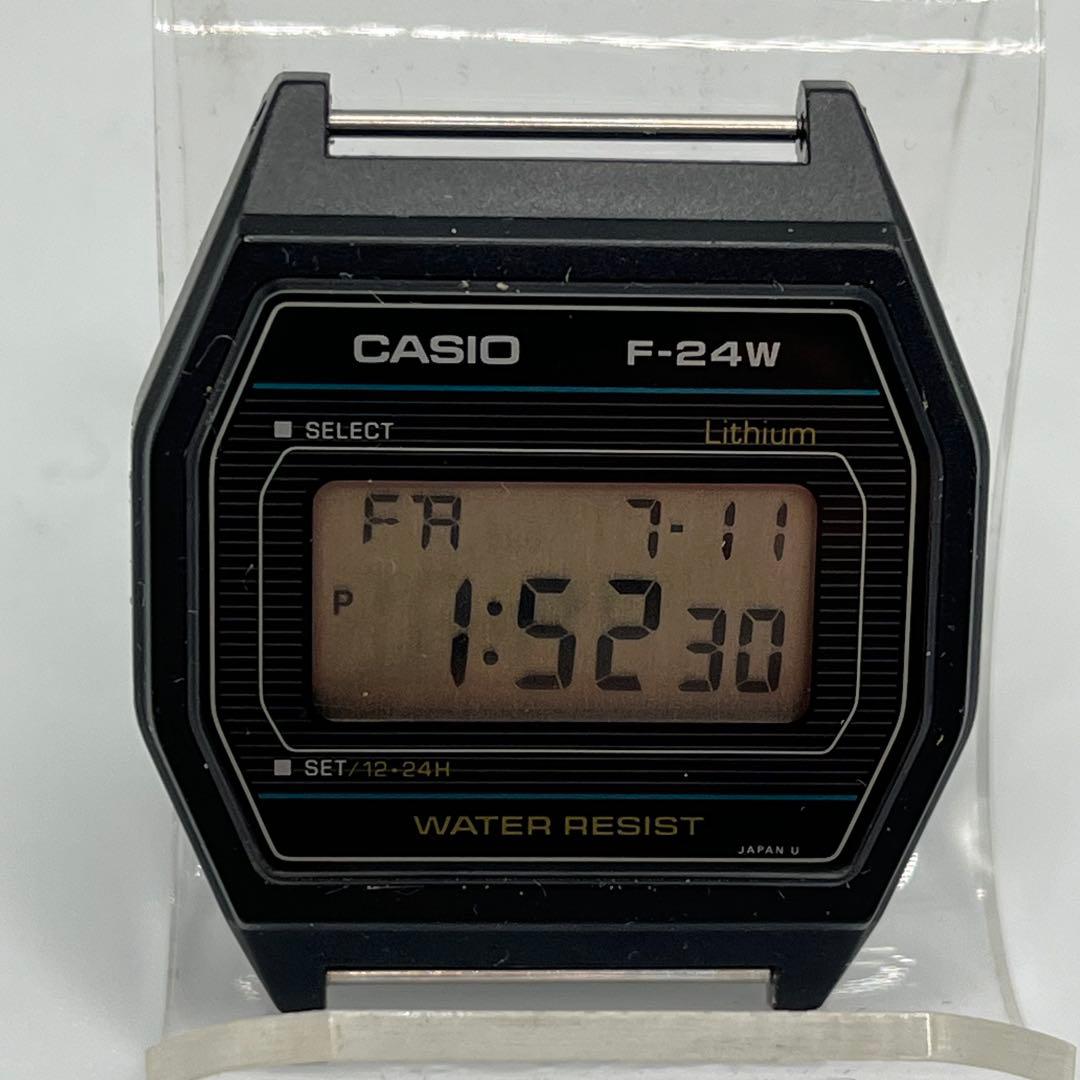 CASIO F-24W
SELECT Lithium
FR 7-11
P 1:52 30
SET/12•24H
WATER RESIST
JAPAN U